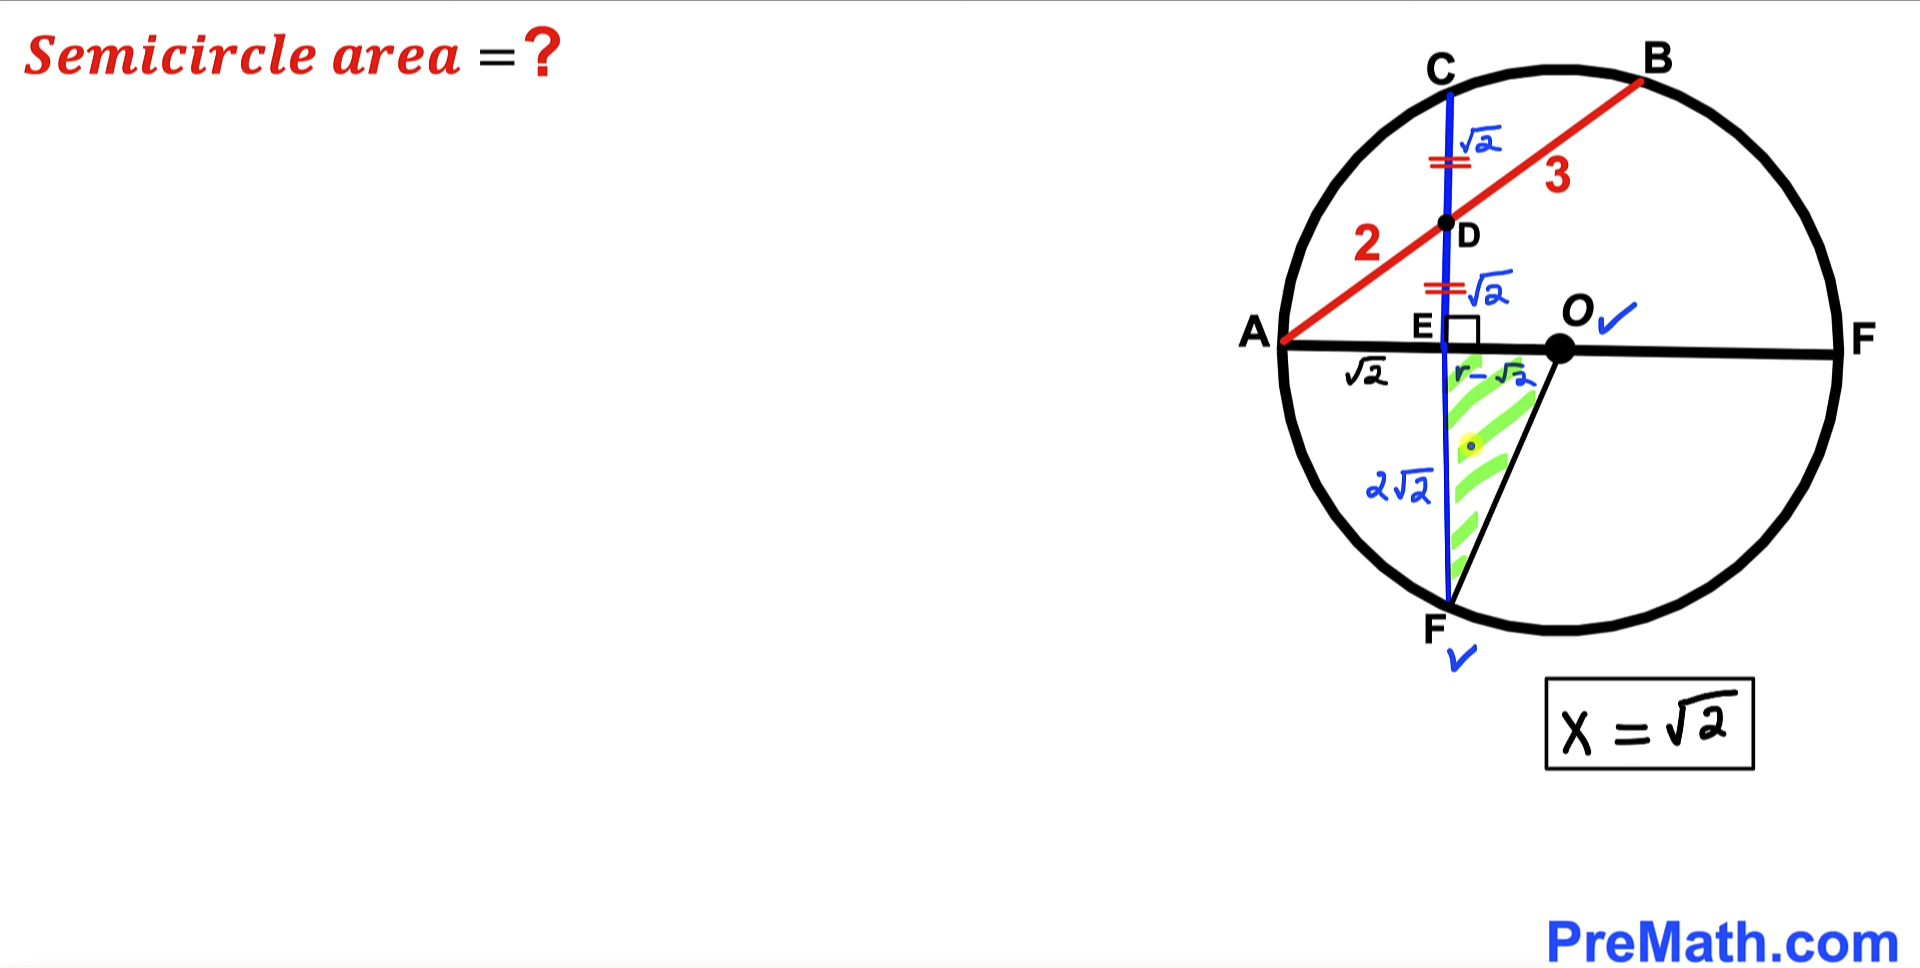 Semicircle area = ?
C
B
√2
3
2
D
√2
E
O
A
F
√2
r - √2
2√2
F
X = √2
PreMath.com